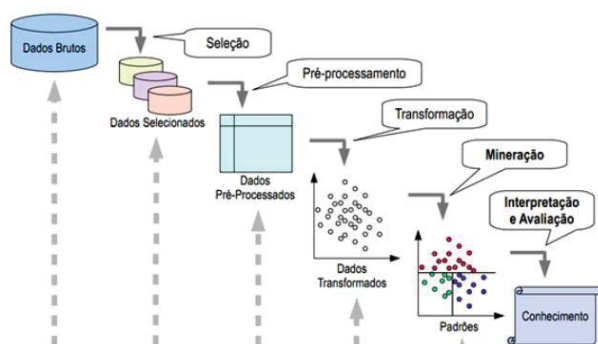 Dados Brutos
Seleção
Dados Selecionados
Pré-processamento
Dados
Pré-Processados
Transformação
Dados
Transformados
Mineração
Padrões
Interpretação
e Avaliação
Conhecimento